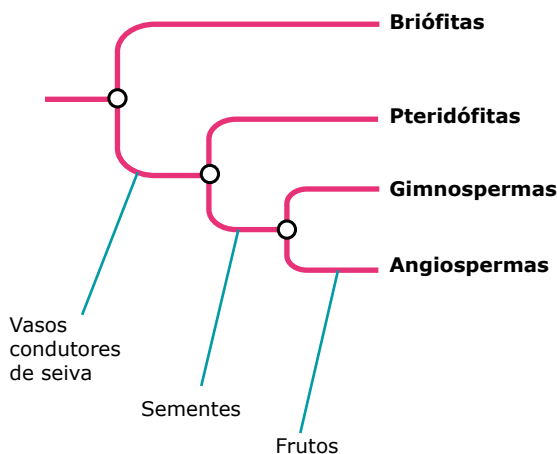 Briófitas
Pteridófitas
Gimnospermas
Angiospermas
Vasos
condutores
de seiva
Sementes
Frutos